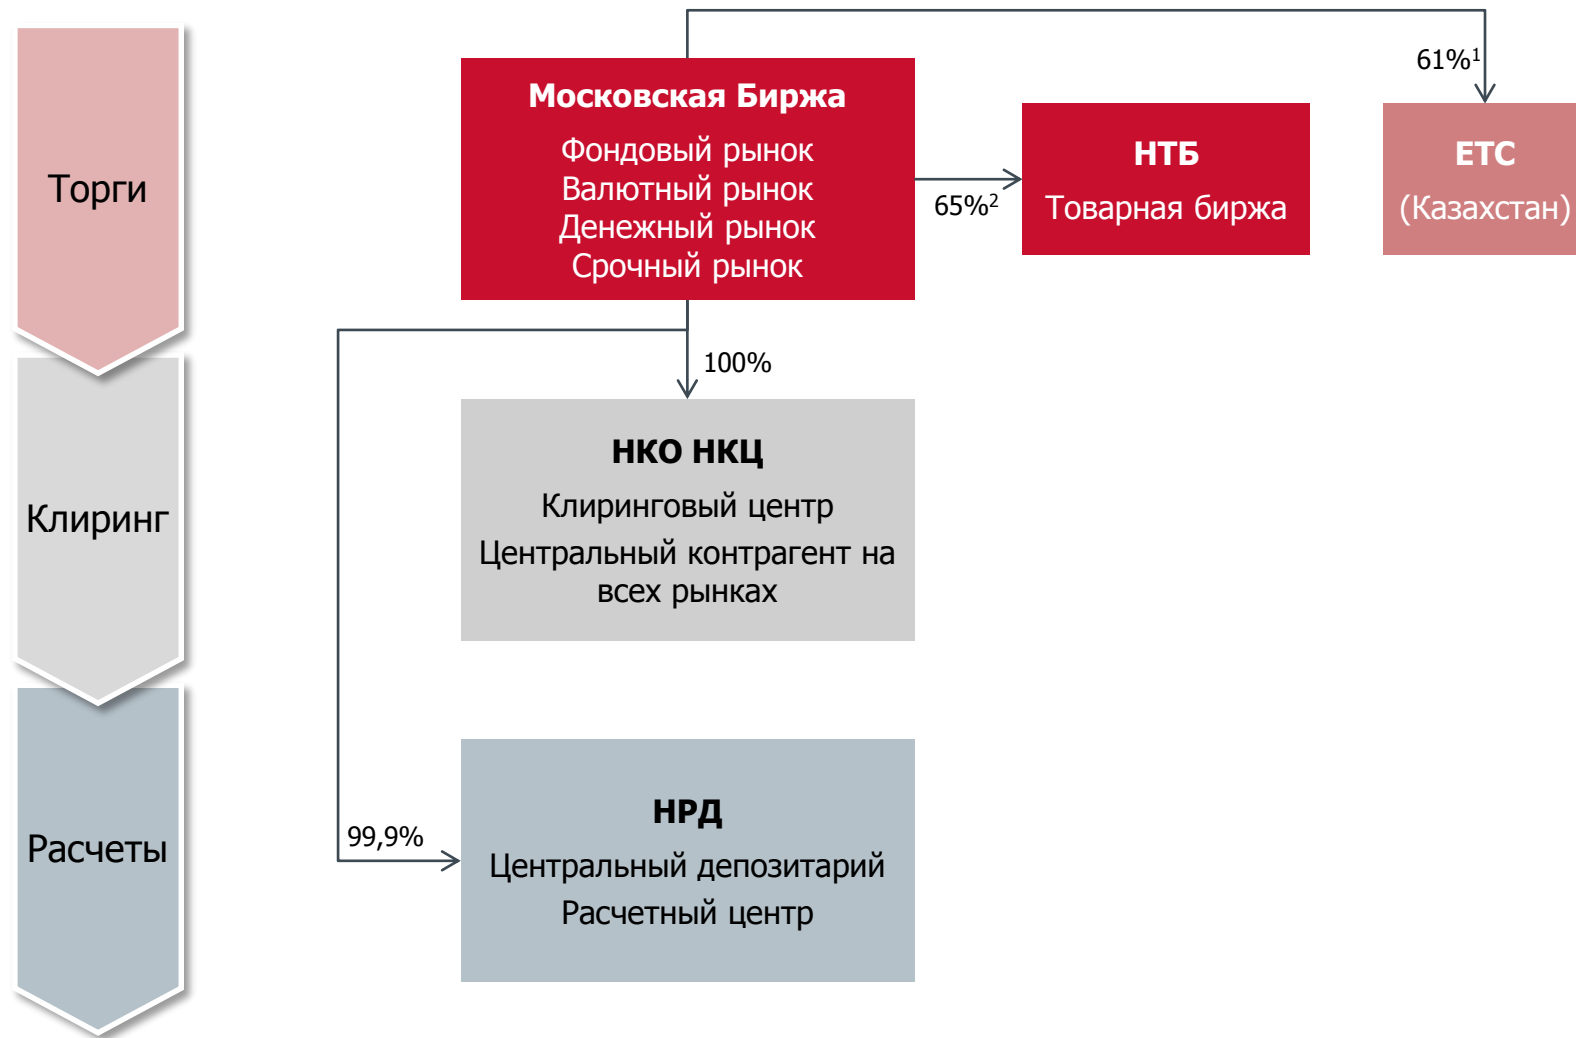 61%¹
Московская Биржа
Фондовый рынок
Валютный рынок
Денежный рынок
Срочный рынок
65%²
НТБ
Товарная биржа
ЕТС
(Казахстан)
Торги
100%
НКО НКЦ
Клиринговый центр
Центральный контрагент на
всех рынках
Клиринг
99,9%
НРД
Центральный депозитарий
Расчетный центр
Расчеты